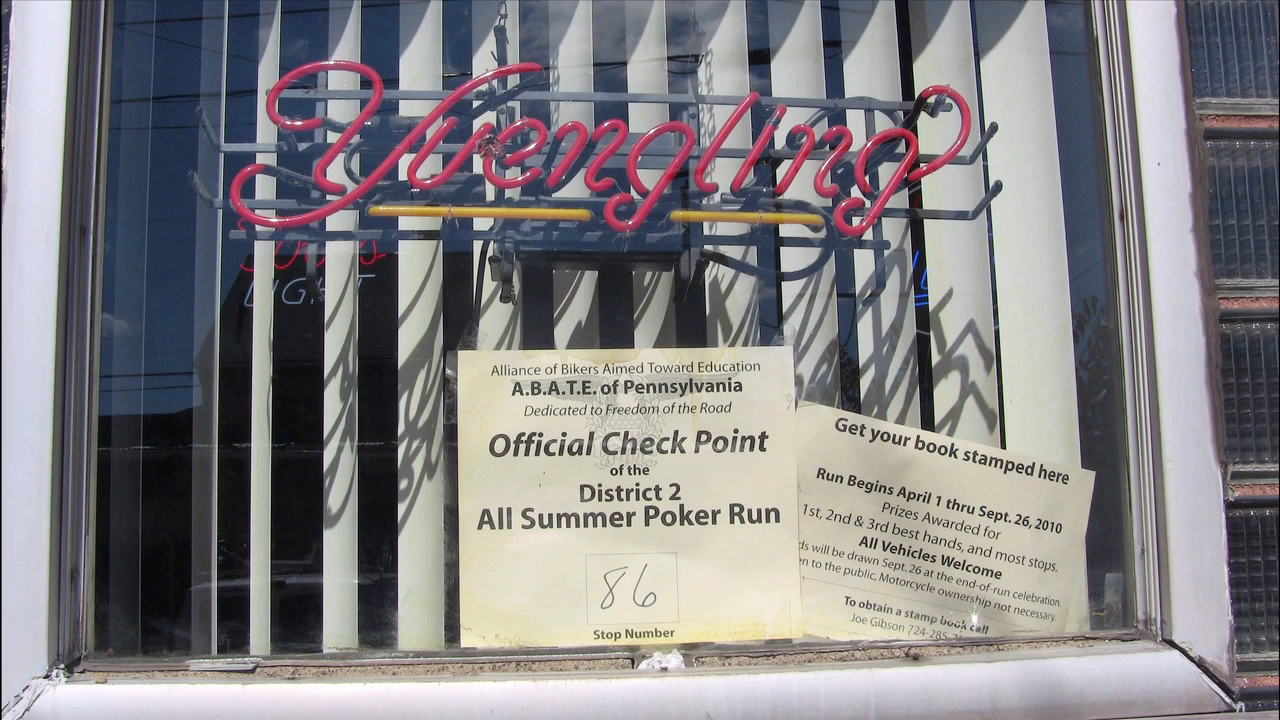 Yuengling
LIGHT
Alliance of Bikers Aimed Toward Education
A.B.A.T.E. of Pennsylvania
Dedicated to Freedom of the Road
Official Check Point
of the
District 2
All Summer Poker Run
86
Stop Number
Get your book stamped here
Run Begins April 1 thru Sept. 26, 2010
Prizes Awarded for
1st, 2nd & 3rd best hands, and most stops.
All Vehicles Welcome
will be drawn Sept. 26 at the end-of-run celebration.
to the public, Motorcycle ownership not necessary.
To obtain a stamp book call
Joe Gibson 724-285-